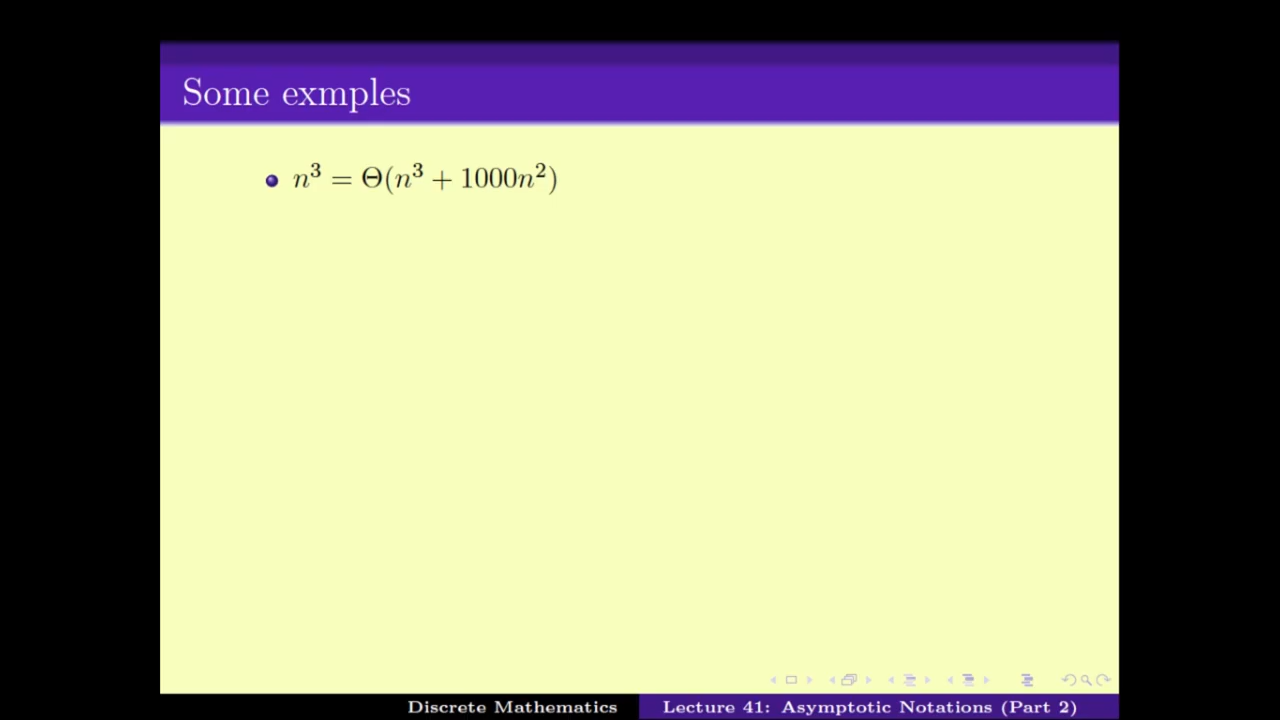 Some exmples
n³ = Θ(n³ + 1000n²)
Discrete Mathematics Lecture 41: Asymptotic Notations (Part 2)